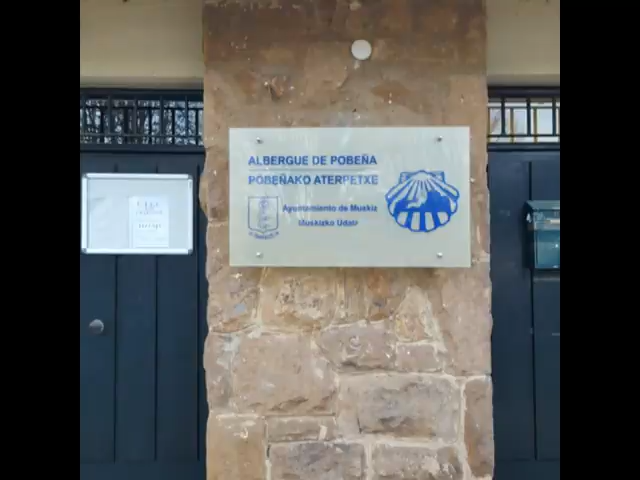 ALBERGUE DE POBEÑA
POBEÑAKO ATERPETXE
Ayuntamiento de Muskiz
Muskizko Udala